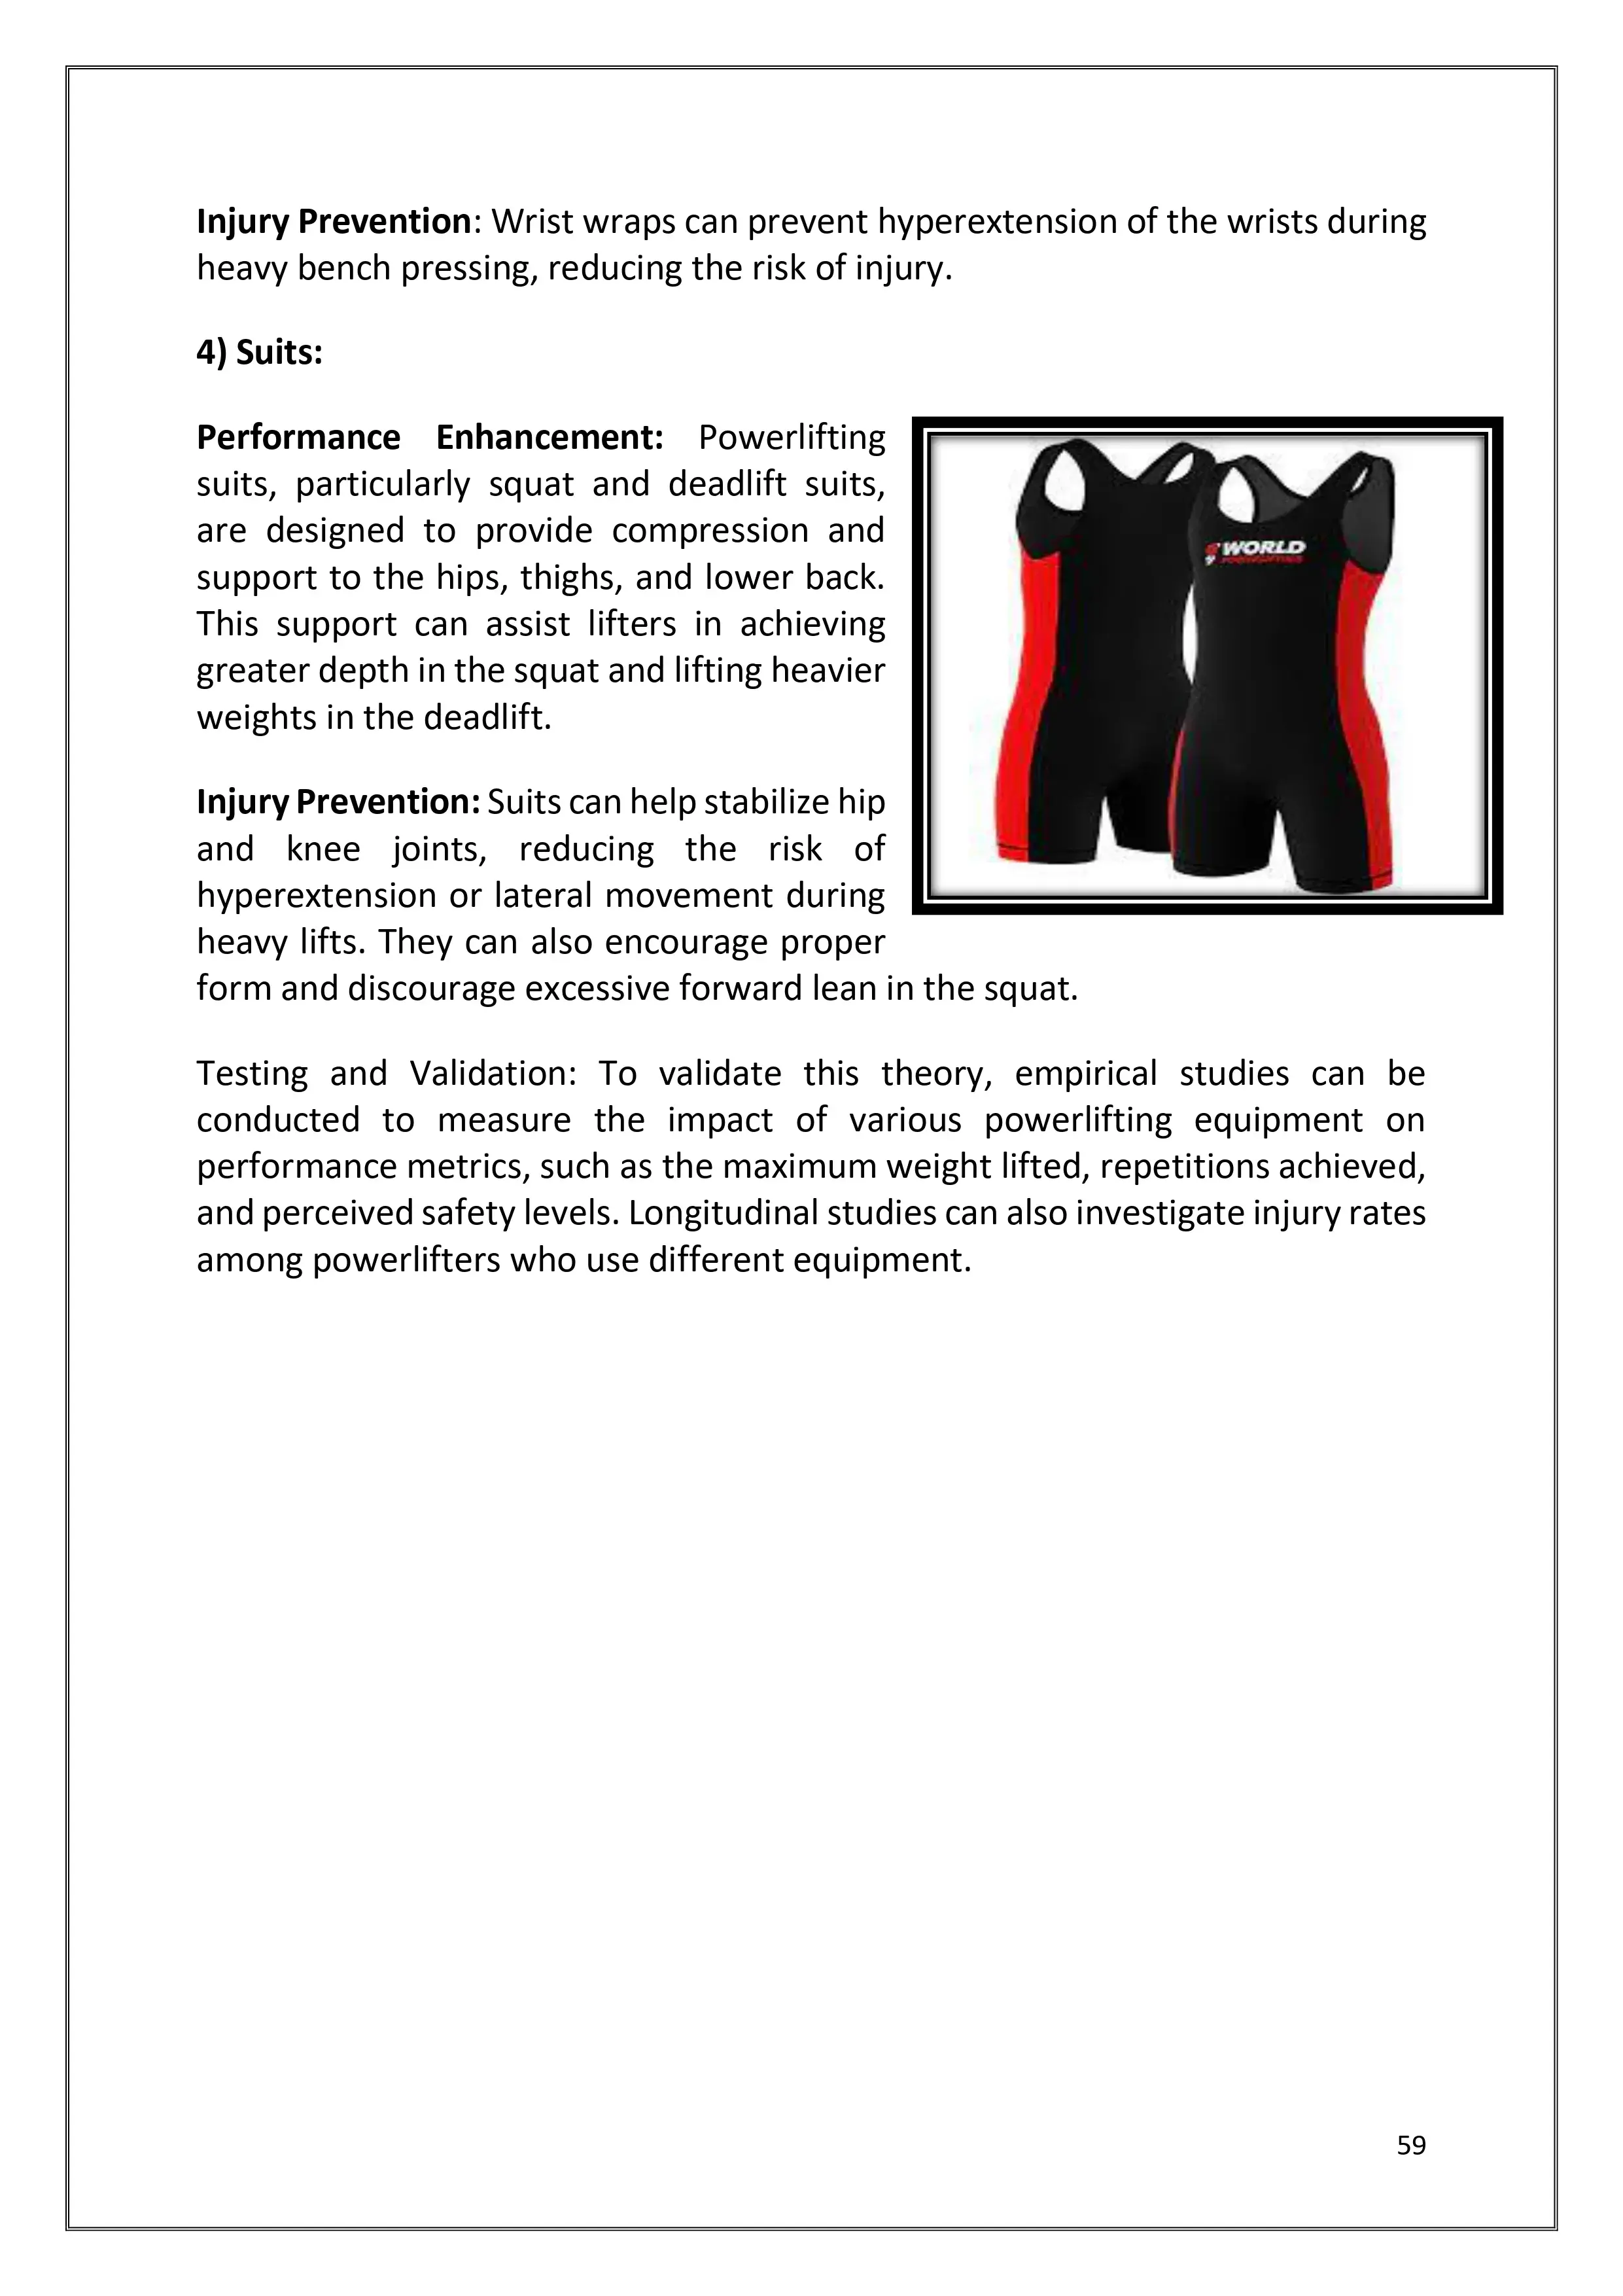 Injury Prevention: Wrist wraps can prevent hyperextension of the wrists during
heavy bench pressing, reducing the risk of injury.
4) Suits:
Performance Enhancement: Powerlifting
suits, particularly squat and deadlift suits,
are designed to provide compression and
support to the hips, thighs, and lower back.
This support can assist lifters in achieving
greater depth in the squat and lifting heavier
weights in the deadlift.
WORLD
Injury Prevention: Suits can help stabilize hip
and knee joints, reducing the risk of
hyperextension or lateral movement during
heavy lifts. They can also encourage proper
form and discourage excessive forward lean in the squat.
Testing and Validation: To validate this theory, empirical studies can be
conducted to measure the impact of various powerlifting equipment on
performance metrics, such as the maximum weight lifted, repetitions achieved,
and perceived safety levels. Longitudinal studies can also investigate injury rates
among powerlifters who use different equipment.
59